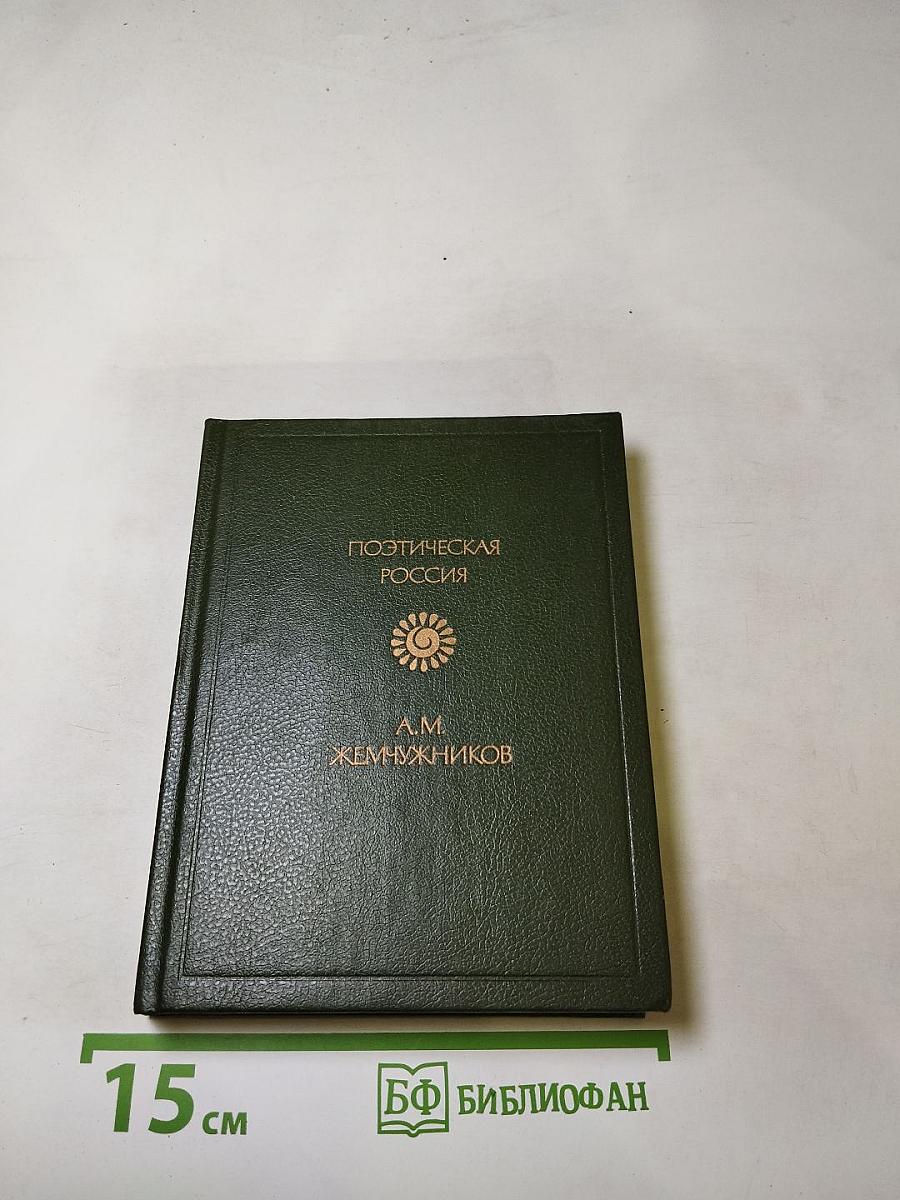 ПОЭТИЧЕСКАЯ
РОССИЯ
А.М.
ЖЕМЧУЖНИКОВ
15 см
БФ БИБЛИОФАН